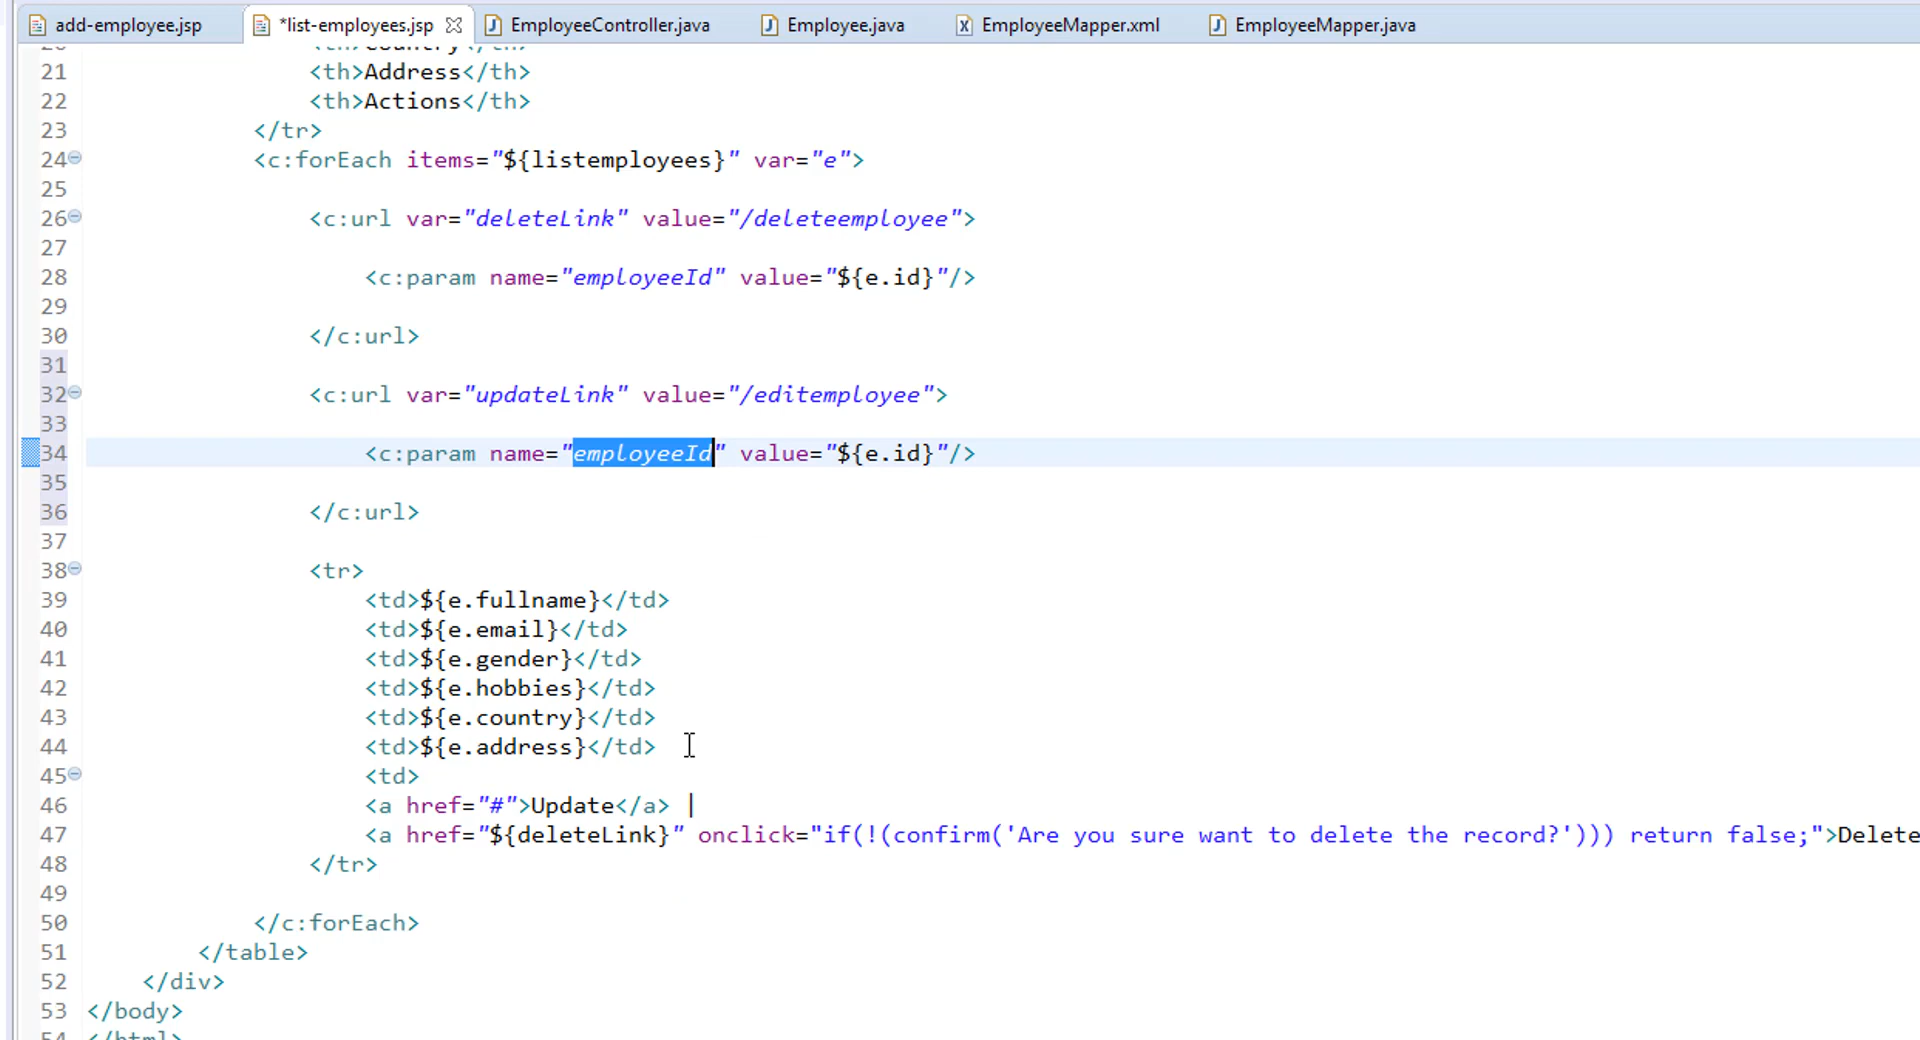 add-employee.jsp *list-employees.jsp EmployeeController.java Employee.java EmployeeMapper.xml EmployeeMapper.java
20 <th>Country</th>
21 <th>Address</th>
22 <th>Actions</th>
23 </tr>
24 <c:forEach items="${listemployees}" var="e">
25
26 <c:url var="deleteLink" value="/deleteemployee">
27
28 <c:param name="employeeId" value="${e.id}"/>
29
30 </c:url>
31
32 <c:url var="updateLink" value="/editemployee">
33
34 <c:param name="employeeId" value="${e.id}"/>
35
36 </c:url>
37
38 <tr>
39 <td>${e.fullname}</td>
40 <td>${e.email}</td>
41 <td>${e.gender}</td>
42 <td>${e.hobbies}</td>
43 <td>${e.country}</td>
44 <td>${e.address}</td>
45 <td>
46 <a href="#">Update</a> |
47 <a href="${deleteLink}" onclick="if(!(confirm('Are you sure want to delete the record?'))) return false;">Delete
48 </tr>
49
50 </c:forEach>
51 </table>
52 </div>
53 </body>
54 </html>